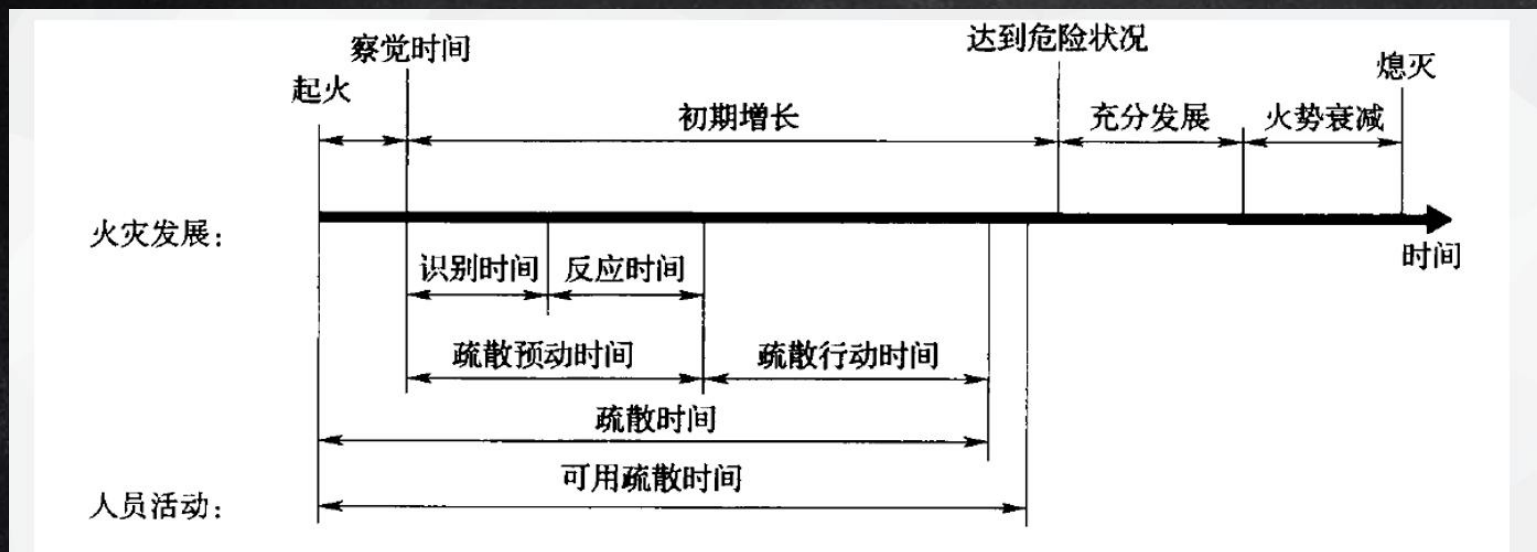 察觉时间
达到危险状况
起火
熄灭
初期增长
充分发展
火势衰减
火灾发展：
时间
识别时间
反应时间
疏散预动时间
疏散行动时间
疏散时间
可用疏散时间
人员活动：